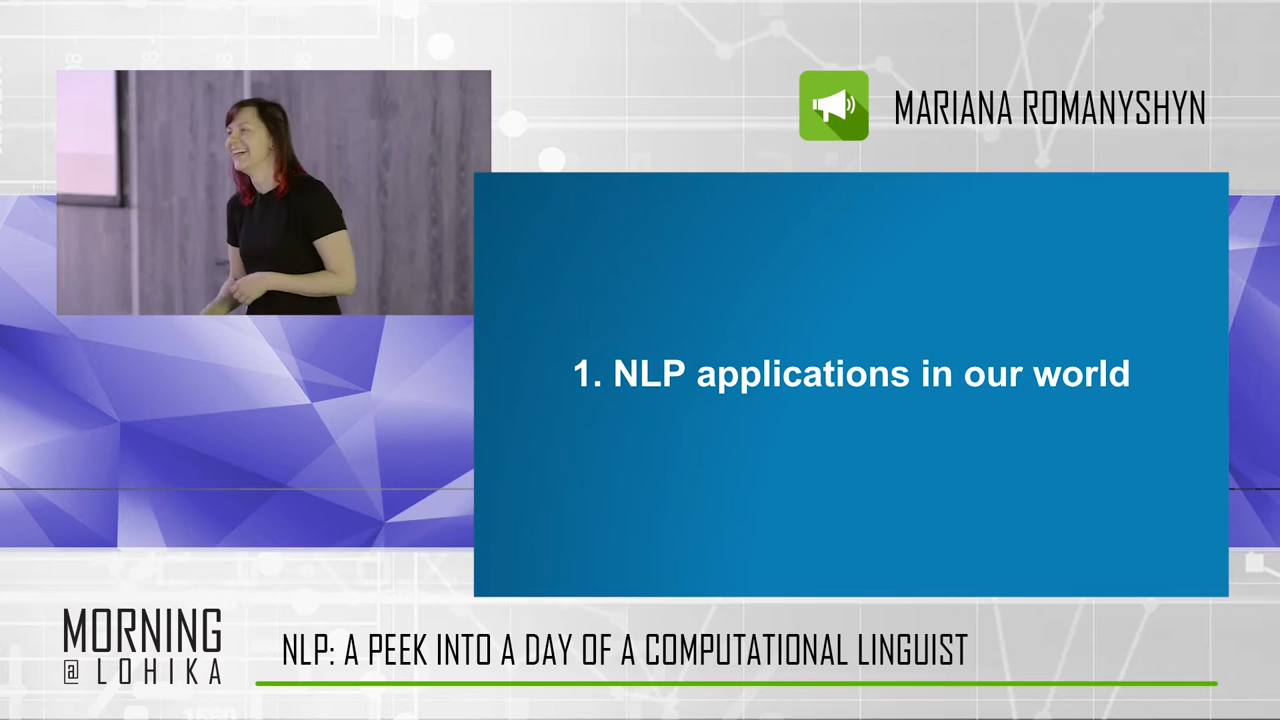 MARIANA ROMANYSHYN
1. NLP applications in our world
MORNING
@ LOHIKA
NLP: A PEEK INTO A DAY OF A COMPUTATIONAL LINGUIST